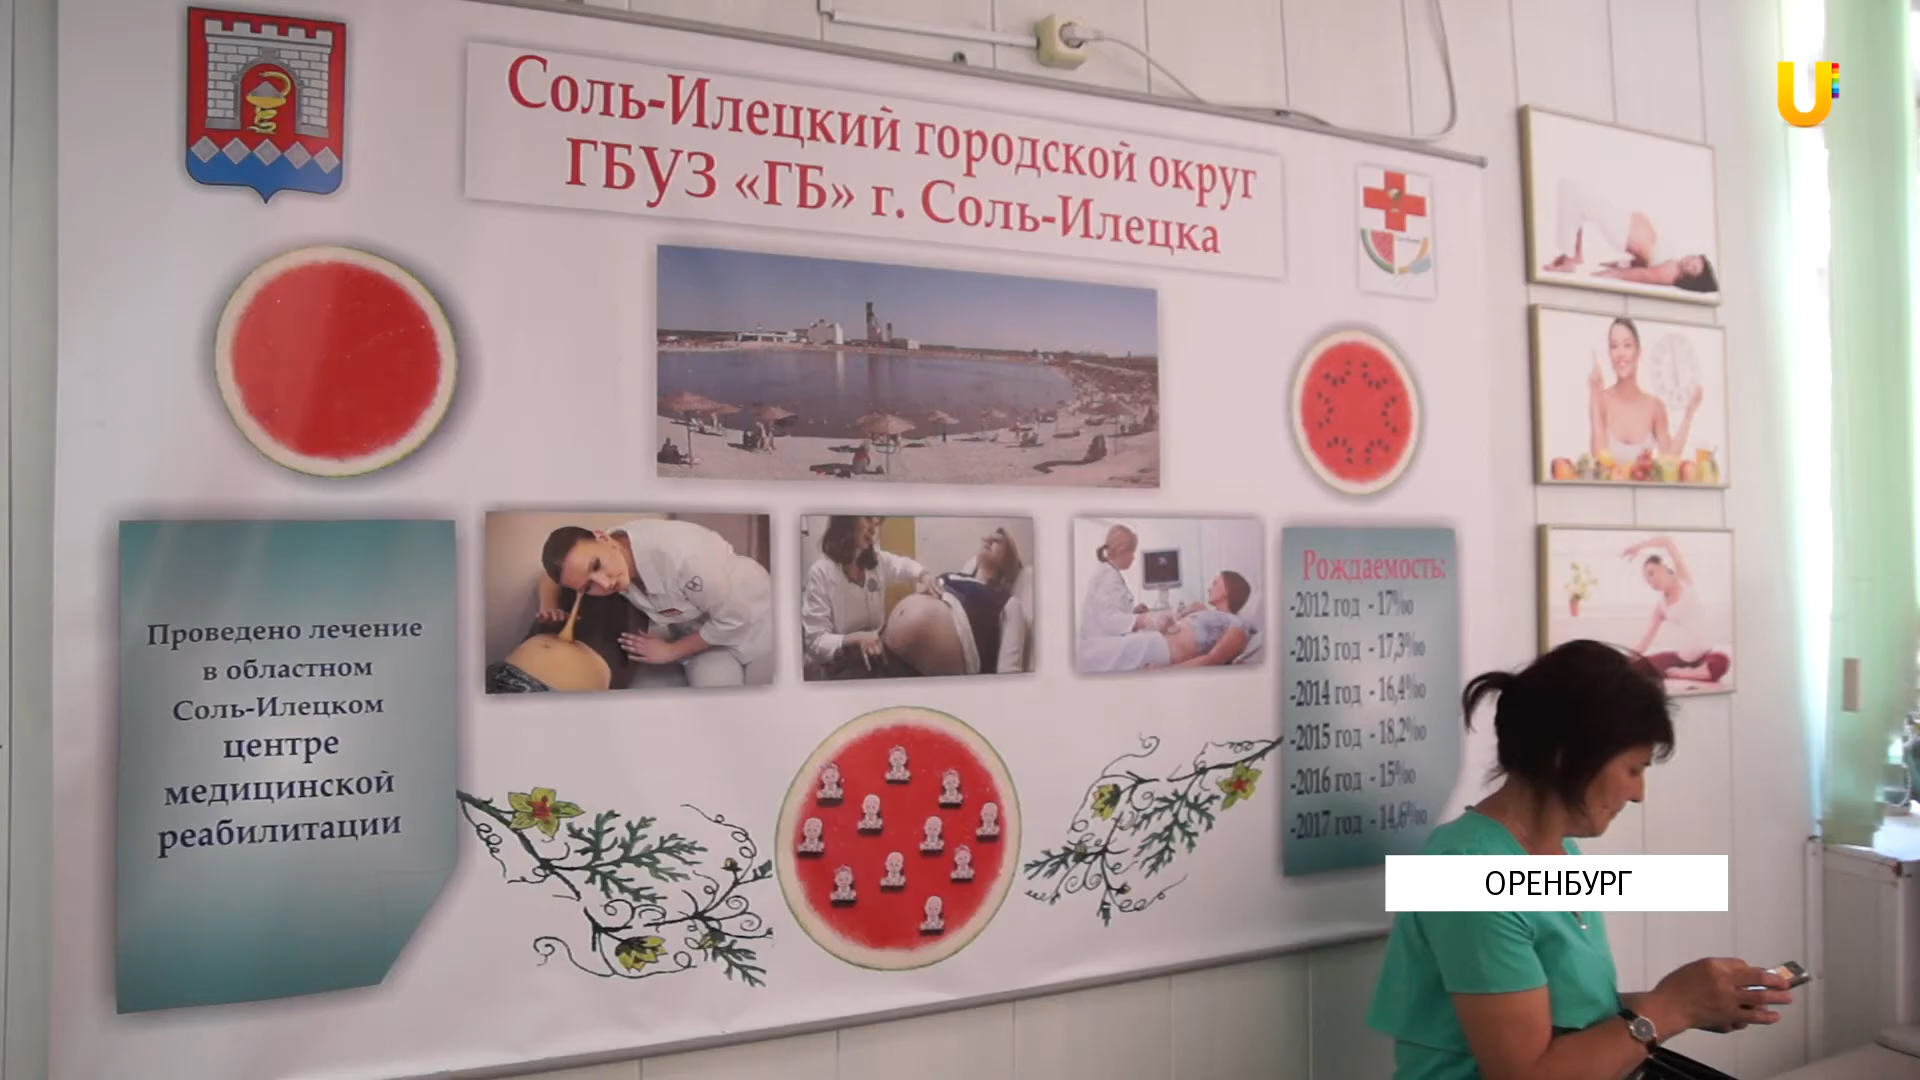 Соль-Илецкий городской округ
ГБУЗ «ГБ» г. Соль-Илецка
Проведено лечение
в областном
Соль-Илецком
центре
медицинской
реабилитации
Рождаемость:
-2012 год - 17‰
-2013 год - 17,3‰
-2014 год - 16,4‰
-2015 год - 18,2‰
-2016 год - 15‰
-2017 год - 14,6‰
ОРЕНБУРГ
U